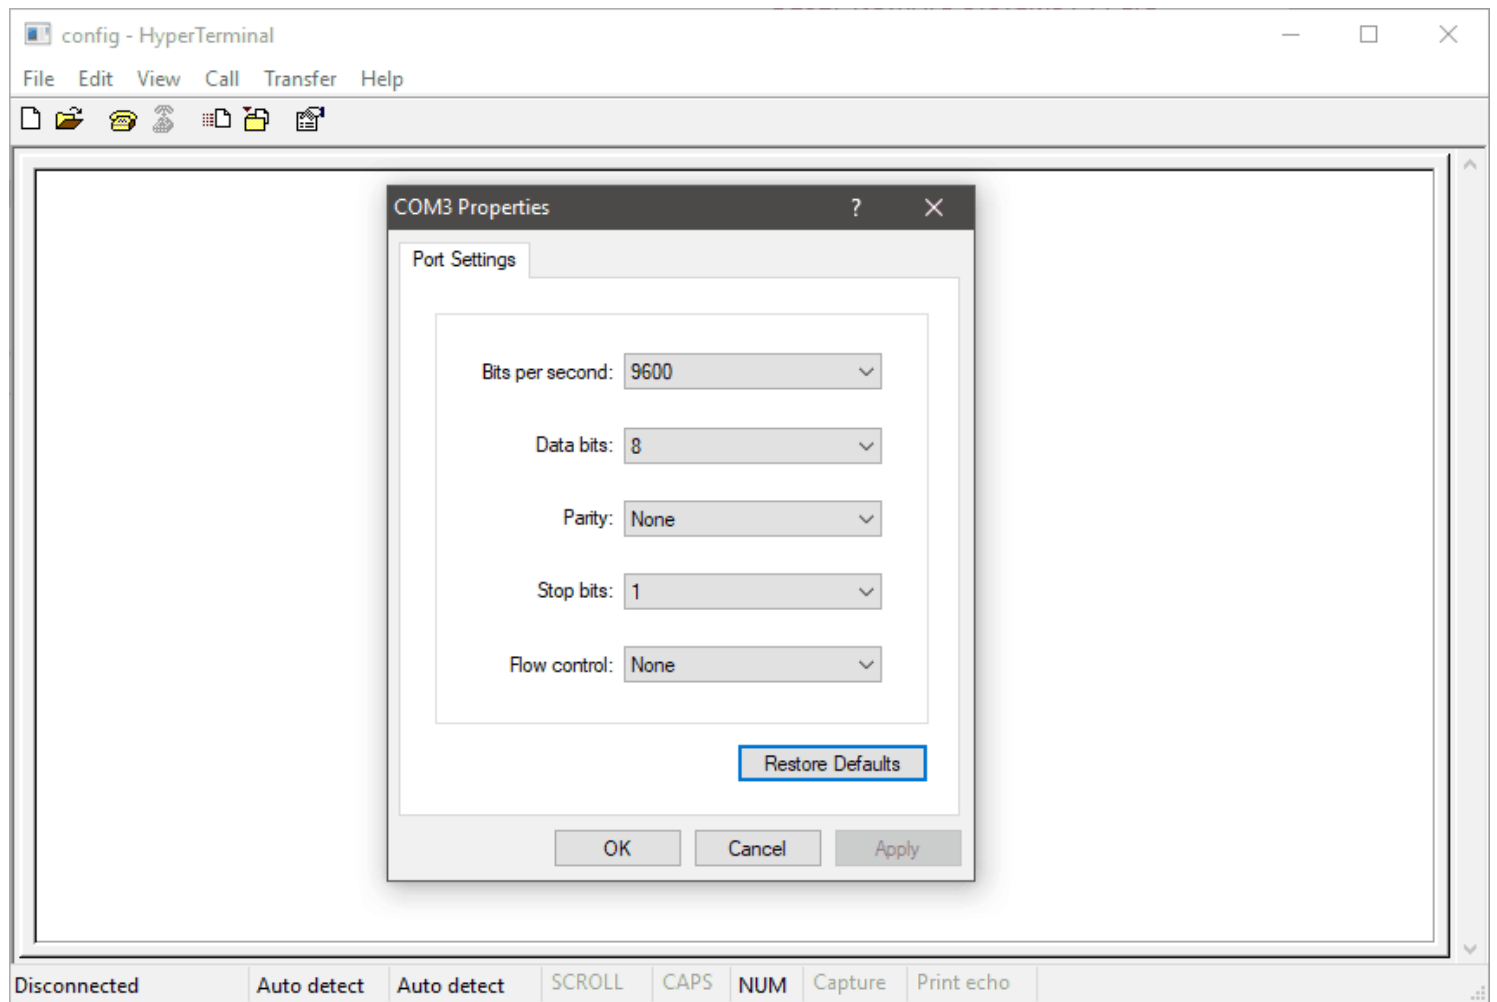 config - HyperTerminal
File Edit View Call Transfer Help
COM3 Properties ?
Port Settings
Bits per second: 9600
Data bits: 8
Parity: None
Stop bits: 1
Flow control: None
Restore Defaults
OK Cancel Apply
Disconnected Auto detect Auto detect SCROLL CAPS NUM Capture Print echo